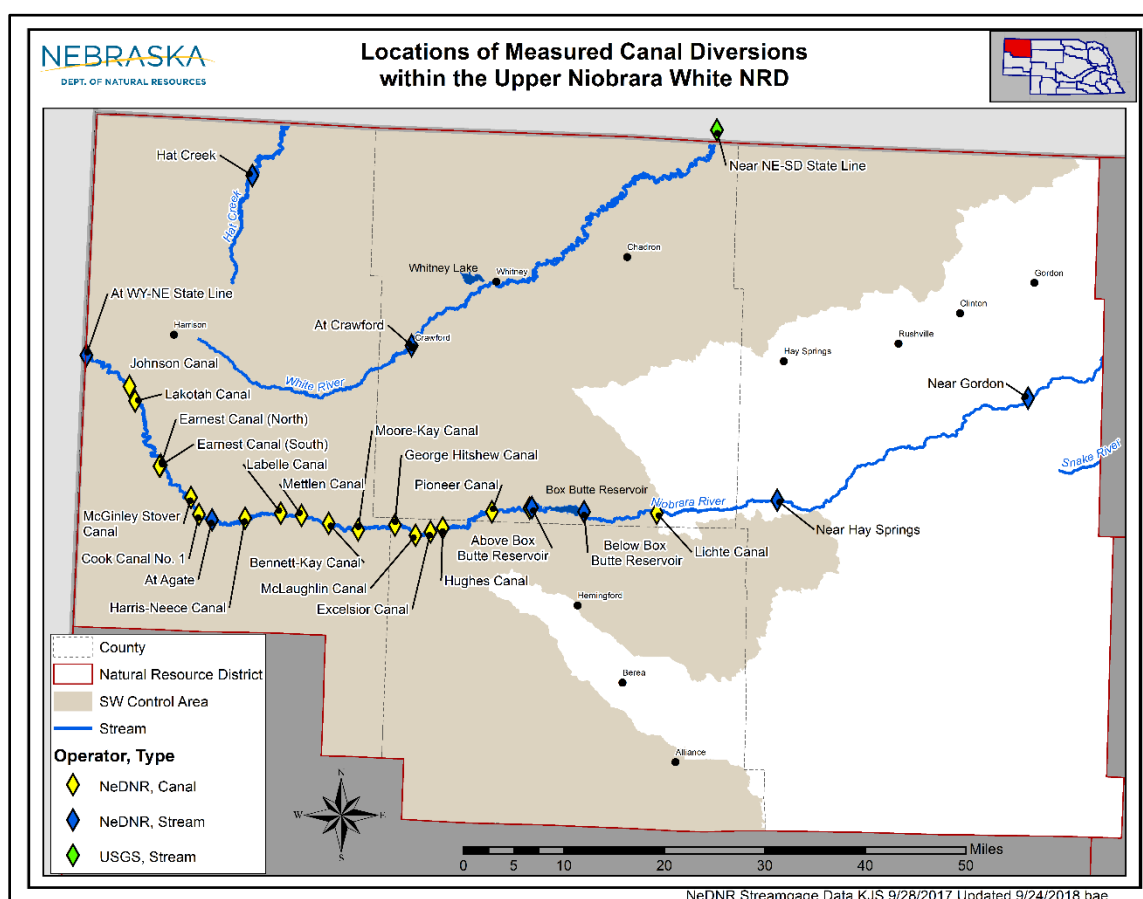 NEBRASKA
DEPT. OF NATURAL RESOURCES
Locations of Measured Canal Diversions
within the Upper Niobrara White NRD
Hat Creek
Near NE-SD State Line
Hat Creek
Chadron
Whitney Lake
Whitney
Gordon
At WY-NE State Line
Clinton
Harrison
At Crawford
Crawford
Rushville
Hay Springs
Johnson Canal
White River
Near Gordon
Lakotah Canal
Earnest Canal (North)
Moore-Kay Canal
Earnest Canal (South)
George Hitshew Canal
Labelle Canal
Snake River
Mettlen Canal
Pioneer Canal
Box Butte Reservoir
Niobrara River
McGinley Stover
Canal
Near Hay Springs
Above Box
Butte Reservoir
Below Box
Butte Reservoir
Lichte Canal
Cook Canal No. 1
Bennett-Kay Canal
At Agate
McLaughlin Canal
Hughes Canal
Harris-Neece Canal
Excelsior Canal
Hemingford
Berea
Alliance
County
Natural Resource District
SW Control Area
Stream
Operator, Type
NeDNR, Canal
NeDNR, Stream
USGS, Stream
N
W E
S
Miles
0 5 10 20 30 40 50
NeDNR Streamgage Data KJS 9/28/2017 Updated 9/24/2018 bae